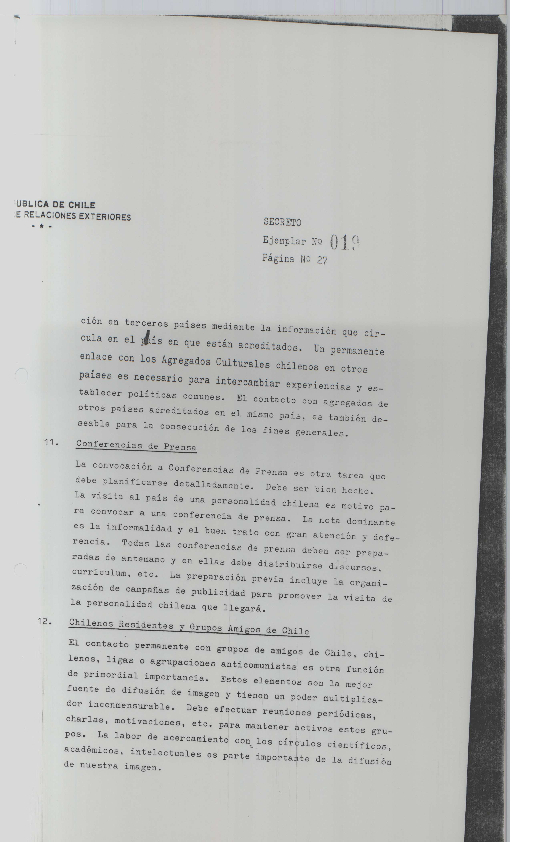 UBLICA DE CHILE
E RELACIONES EXTERIORES
- * -
SECRETO
Ejemplar Nº 019
Página Nº 27
ción en terceros países mediante la información que cir-
cula en el país en que están acreditados. Un permanente
enlace con los Agregados Culturales chilenos en otros
países es necesario para intercambiar experiencias y es-
tablecer políticas comunes. El contacto con agregados de
otros países acreditados en el mismo país, es también de-
seable para la consecución de los fines generales.
11. Conferencias de Prensa
La convocación a Conferencias de Prensa es otra tarea que
debe planificarse detalladamente. Debe ser bien hecho.
La visita al país de una personalidad chilena es motivo pa-
ra convocar a una conferencia de prensa. La nota dominante
es la informalidad y el buen trato con gran atención y defe-
rencia. Todas las conferencias de prensa deben ser prepa-
radas de antemano y en ellas debe distribuirse discursos,
curriculum, etc. La preparación previa incluye la organi-
zación de campañas de publicidad para promover la visita de
la personalidad chilena que llegará.
12. Chilenos Residentes y Grupos Amigos de Chile
El contacto permanente con grupos de amigos de Chile, chi-
lenos, ligas o agrupaciones anticomunistas es otra función
de primordial importancia. Estos elementos son la mejor
fuente de difusión de imagen y tienen un poder multiplica-
dor inconmensurable. Debe efectuar reuniones periódicas,
charlas, motivaciones, etc. para mantener activos estos gru-
pos. La labor de acercamiento con los círculos científicos,
académicos, intelectuales es parte importante de la difusión
de nuestra imagen.